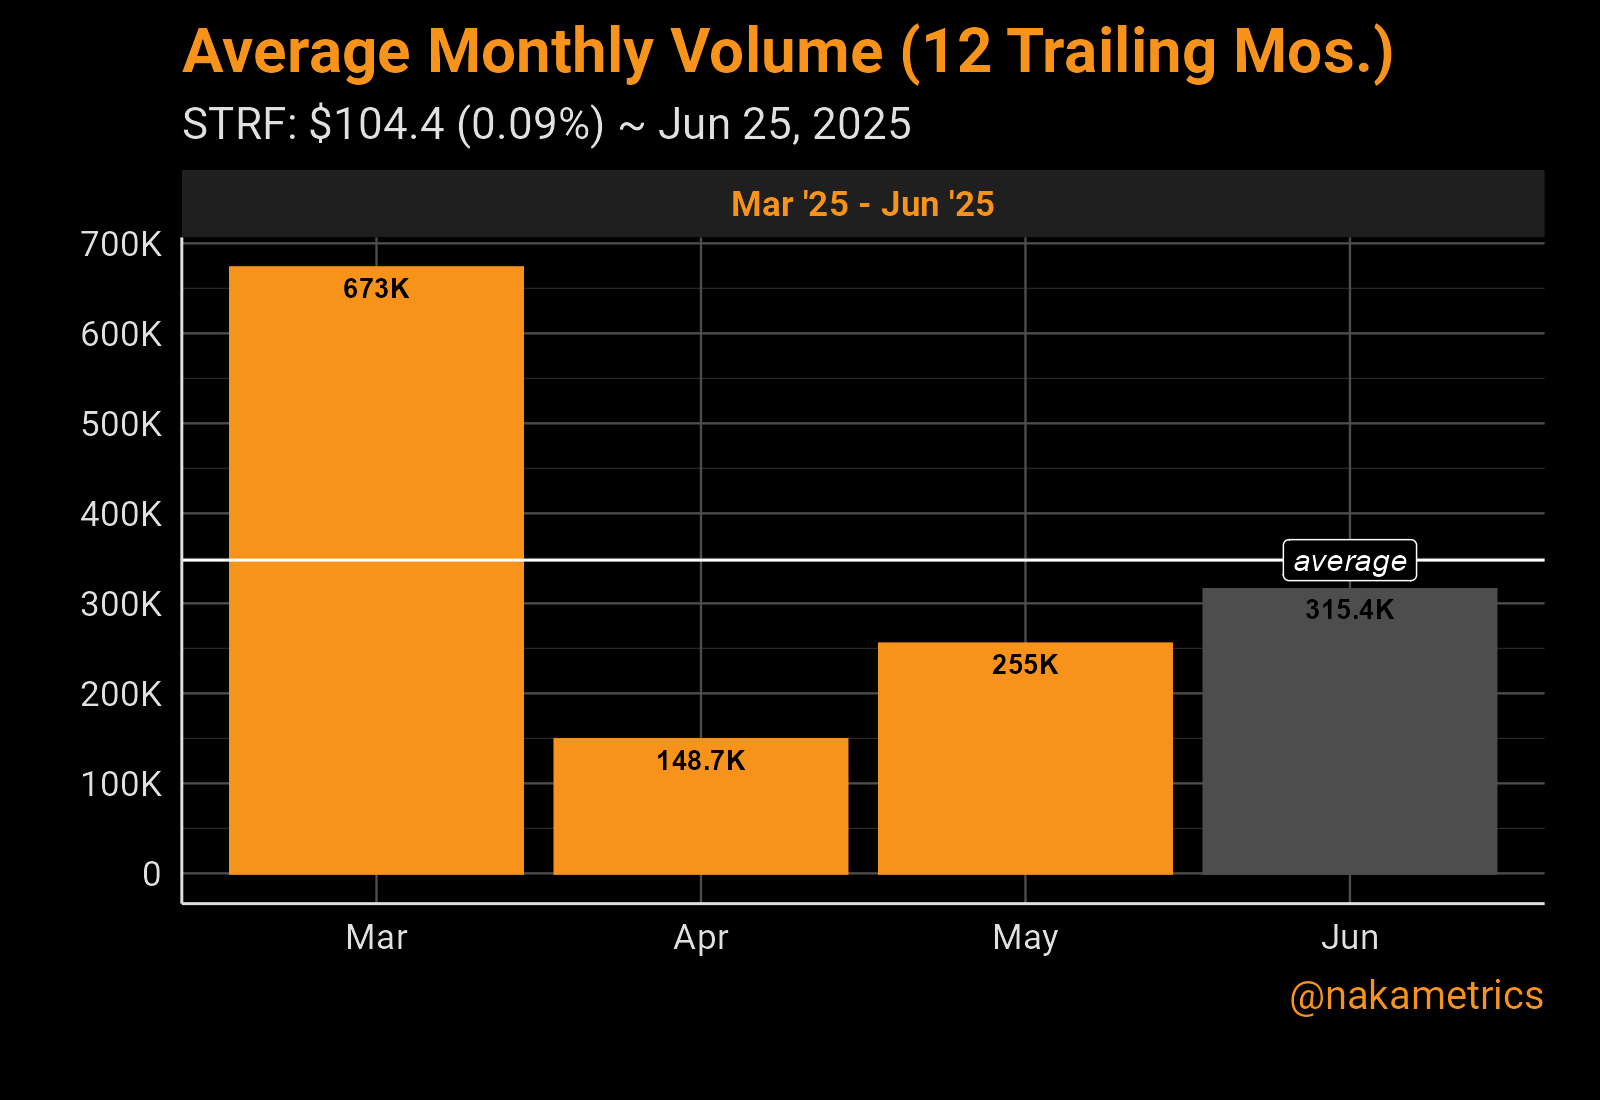 Average Monthly Volume (12 Trailing Mos.)
STRF: $104.4 (0.09%) ~ Jun 25, 2025
Mar '25 - Jun '25
700K
600K
500K
400K
300K
200K
100K
0
673K
148.7K
255K
315.4K
average
Mar
Apr
May
Jun
@nakametrics